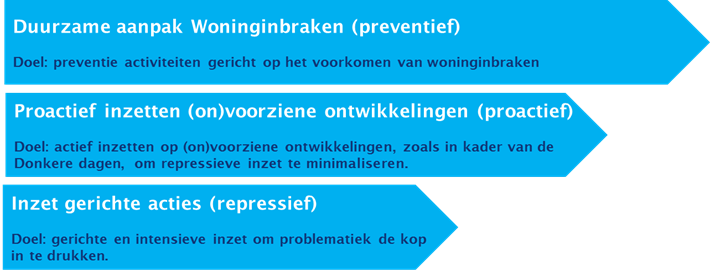 Duurzame aanpak Woninginbraken (preventief)
Doel: preventie activiteiten gericht op het voorkomen van woninginbraken
Proactief inzetten (on)voorziene ontwikkelingen (proactief)
Doel: actief inzetten op (on)voorziene ontwikkelingen, zoals in kader van de
Donkere dagen, om repressieve inzet te minimaliseren.
Inzet gerichte acties (repressief)
Doel: gerichte en intensieve inzet om problematiek de kop
in te drukken.